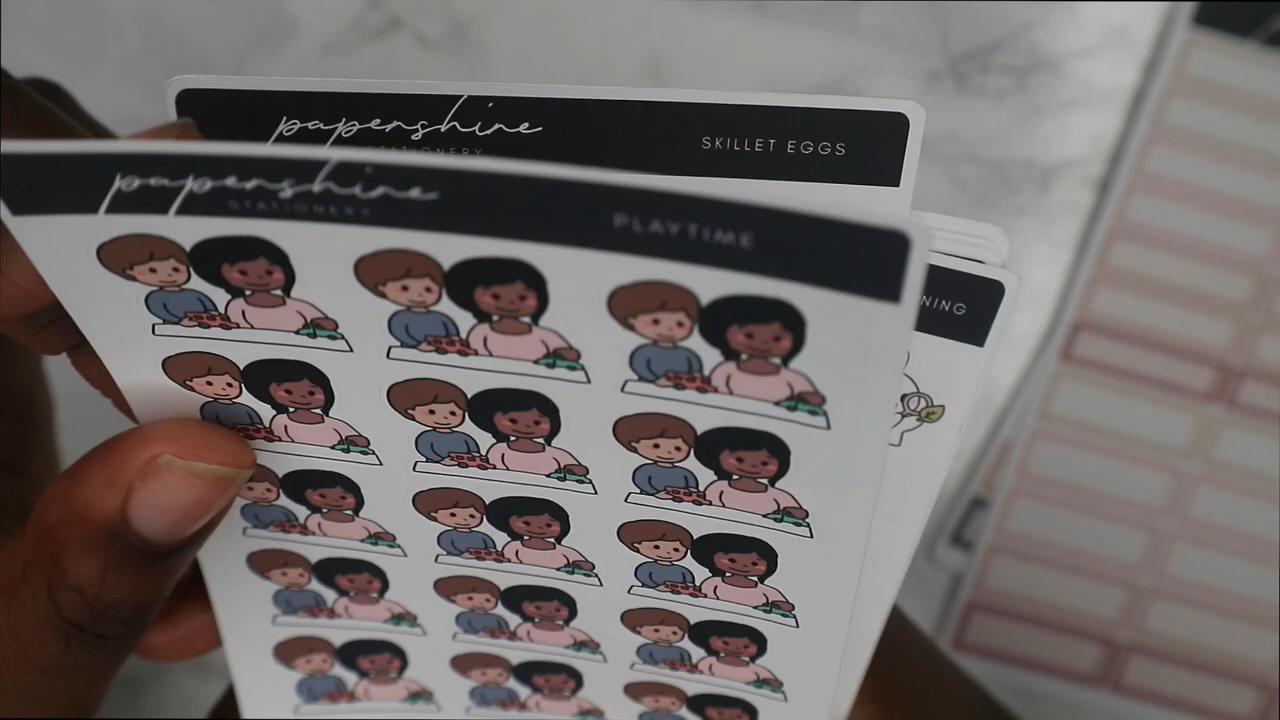 papershine
STATIONERY
SKILLET EGGS
papershine
STATIONERY
PLAYTIME
NING